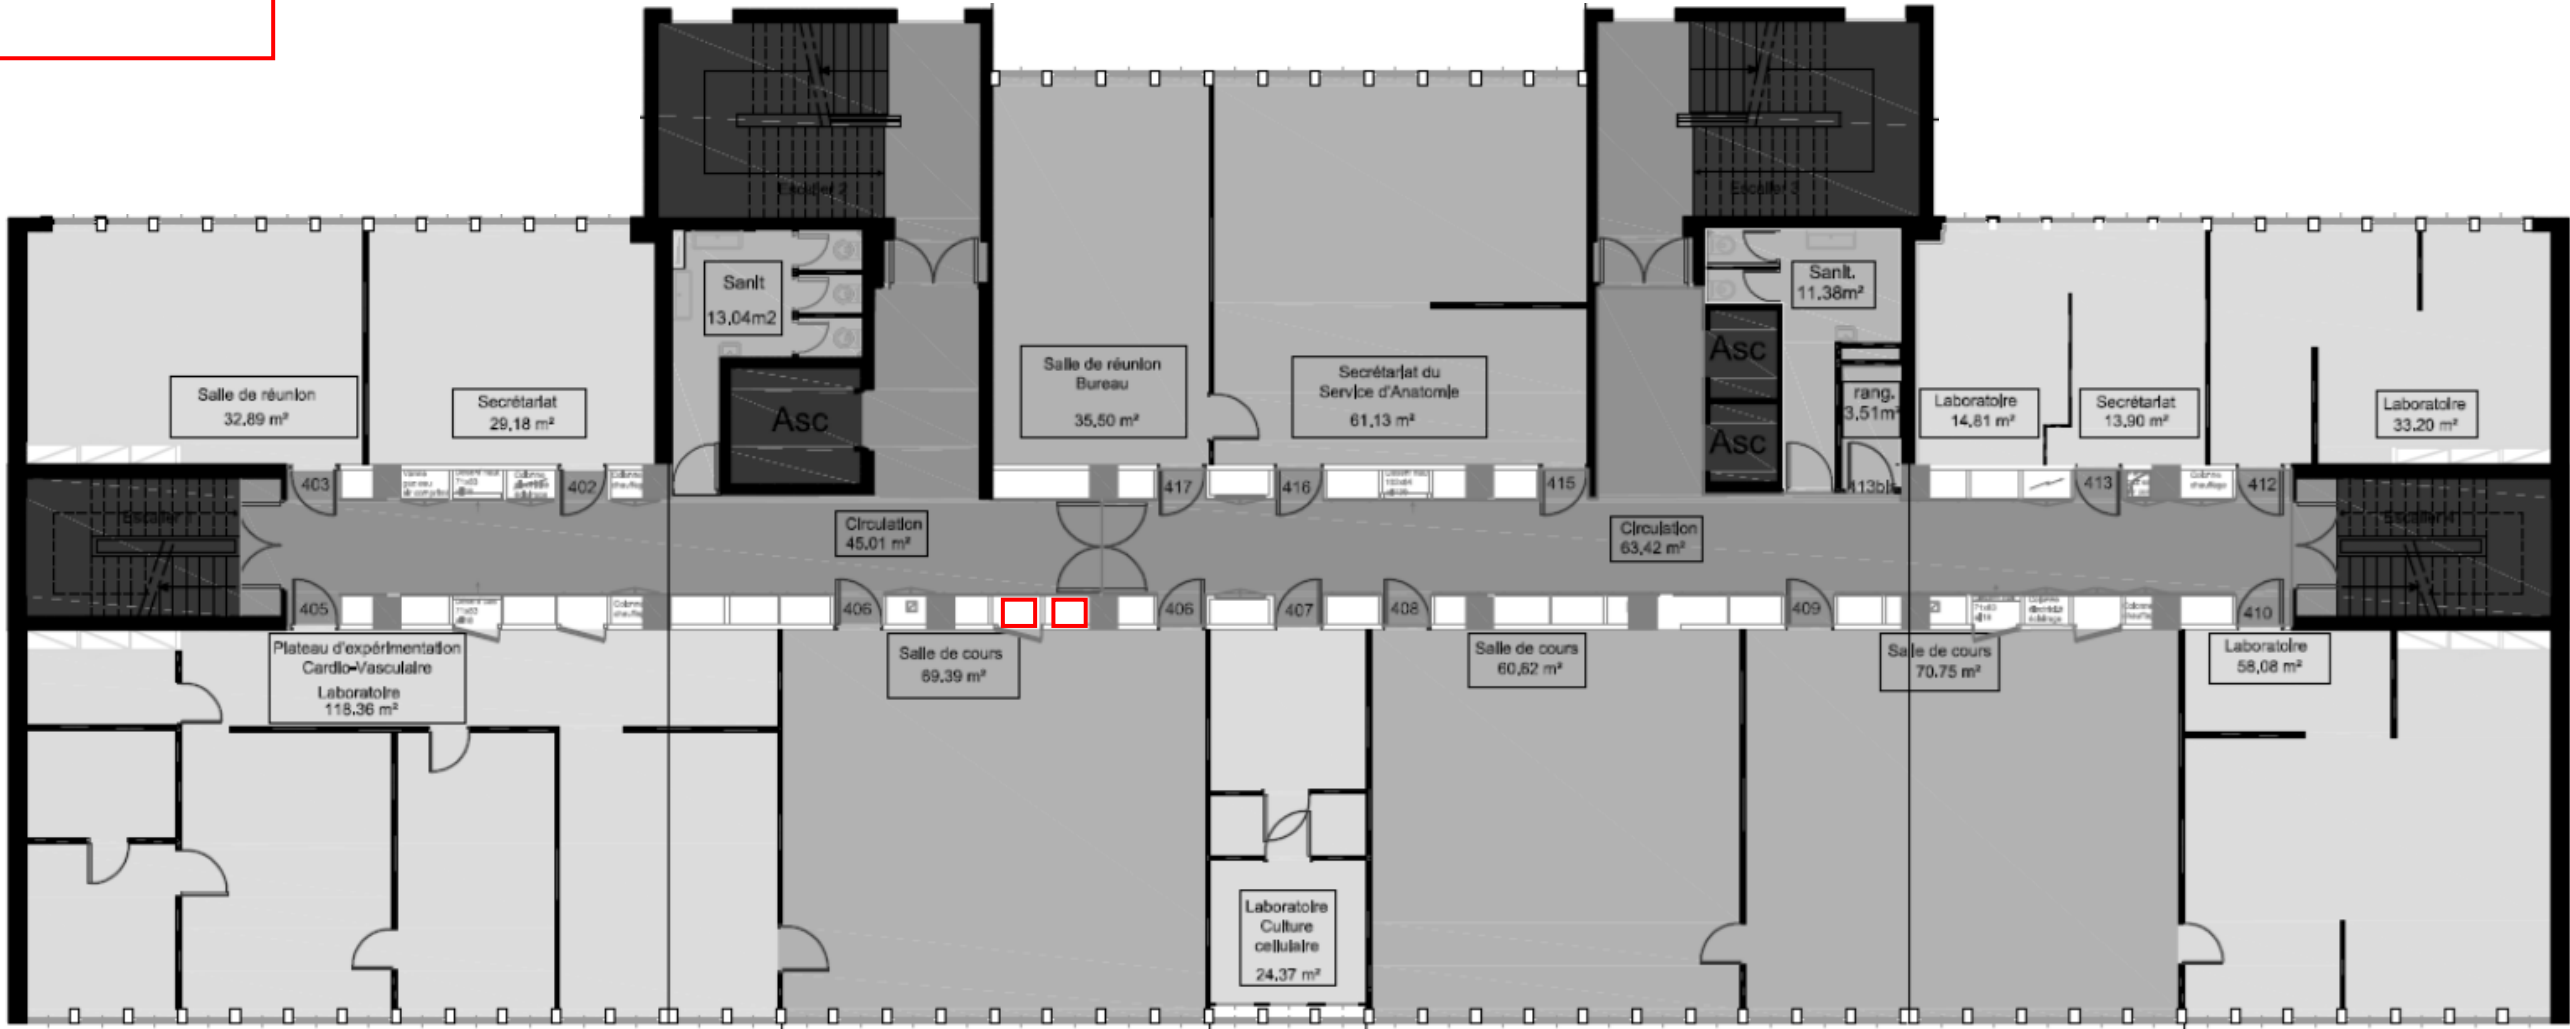 Escalier 2
Escalier 3
Sanit
13,04m2
Sanit.
11.38m²
Salle de réunion
32,89 m²
Secrétariat
29,18 m²
Asc
Salle de réunion
Bureau
35,50 m²
Secrétariat du
Service d'Anatomie
61,13 m²
Asc
Asc
rang.
3,51m²
Laboratoire
14,81 m²
Secrétariat
13,90 m²
Laboratoire
33.20 m²
403
402
417
416
415
413bis
413
412
Escalier 1
Circulation
45.01 m²
Circulation
63,42 m²
Escalier 4
405
406
406
407
408
409
410
Plateau d'expérimentation
Cardio-Vasculaire
Laboratoire
118.36 m²
Salle de cours
69.39 m²
Salle de cours
60,62 m²
Salle de cours
70.75 m²
Laboratoire
58,08 m²
Laboratoire
Culture
cellulaire
24,37 m²